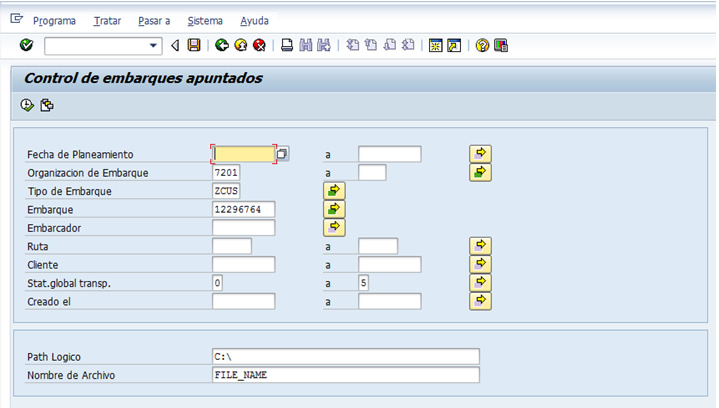 Programa Tratar Pasar a Sistema Ayuda
Control de embarques apuntados
Fecha de Planeamiento a
Organizacion de Embarque 7201 a
Tipo de Embarque ZCUS
Embarque 12296764
Embarcador
Ruta a
Cliente a
Stat.global transp. 0 a 5
Creado el a
Path Logico C:\
Nombre de Archivo FILE_NAME